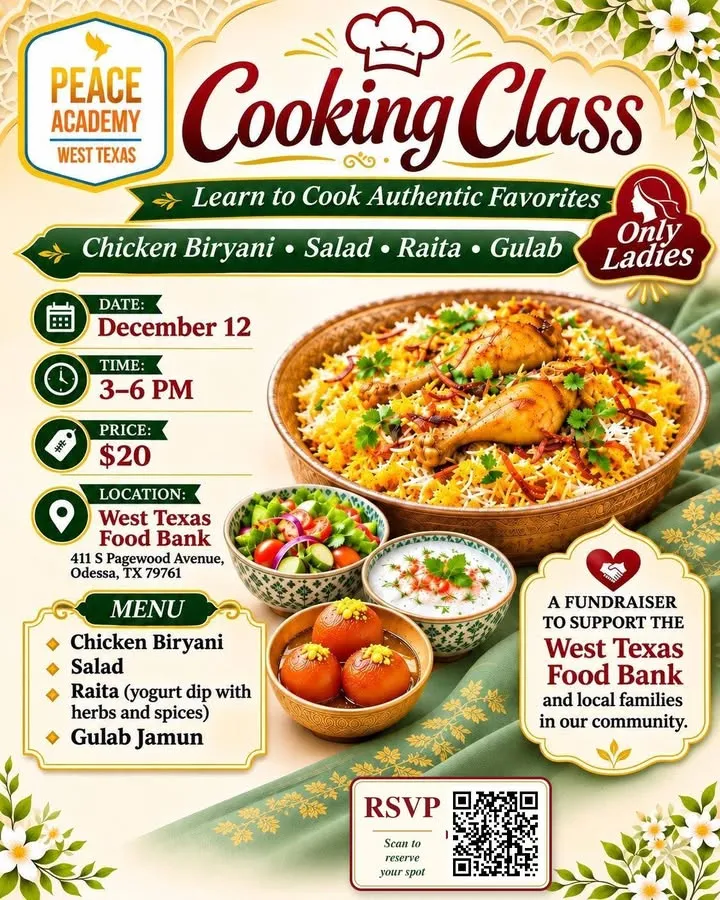 PEACE
ACADEMY
WEST TEXAS
Cooking Class
Learn to Cook Authentic Favorites
Chicken Biryani • Salad • Raita • Gulab
Only
Ladies
DATE:
December 12
TIME:
3–6 PM
PRICE:
$20
LOCATION:
West Texas
Food Bank
411 S Pagewood Avenue,
Odessa, TX 79761
MENU
Chicken Biryani
Salad
Raita (yogurt dip with
herbs and spices)
Gulab Jamun
A FUNDRAISER
TO SUPPORT THE
West Texas
Food Bank
and local families
in our community.
RSVP
Scan to
reserve
your spot